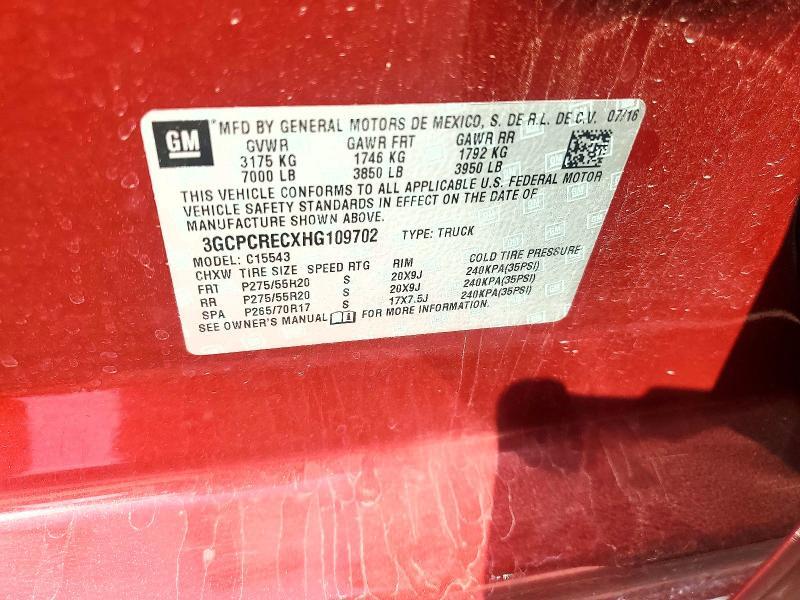 GM *MFD BY GENERAL MOTORS DE MEXICO, S. DE R.L. DE C.V. 07/16
GVWR GAWR FRT GAWR RR
3175 KG 1746 KG 1792 KG
7000 LB 3850 LB 3950 LB
THIS VEHICLE CONFORMS TO ALL APPLICABLE U.S. FEDERAL MOTOR
VEHICLE SAFETY STANDARDS IN EFFECT ON THE DATE OF
MANUFACTURE SHOWN ABOVE.
3GCPCRECXHG109702 TYPE: TRUCK
MODEL: C15543
CHXW TIRE SIZE SPEED RTG RIM COLD TIRE PRESSURE
FRT P275/55R20 S 20X9J 240KPA(35PSI)
RR P275/55R20 S 20X9J 240KPA(35PSI)
SPA P265/70R17 S 17X7.5J 240KPA(35PSI)
SEE OWNER'S MANUAL FOR MORE INFORMATION.